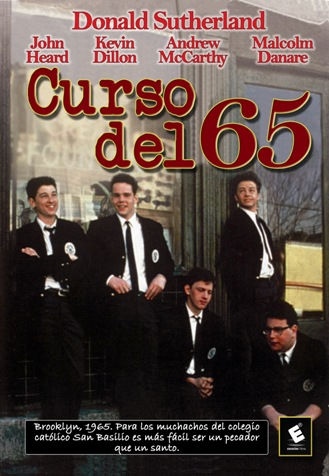 Donald Sutherland
John Kevin Andrew Malcolm
Heard Dillon McCarthy Danare
Curso
del 65
Brooklyn, 1965. Para los muchachos del colegio
católico San Basilio es más fácil ser un pecador
que un santo.
E